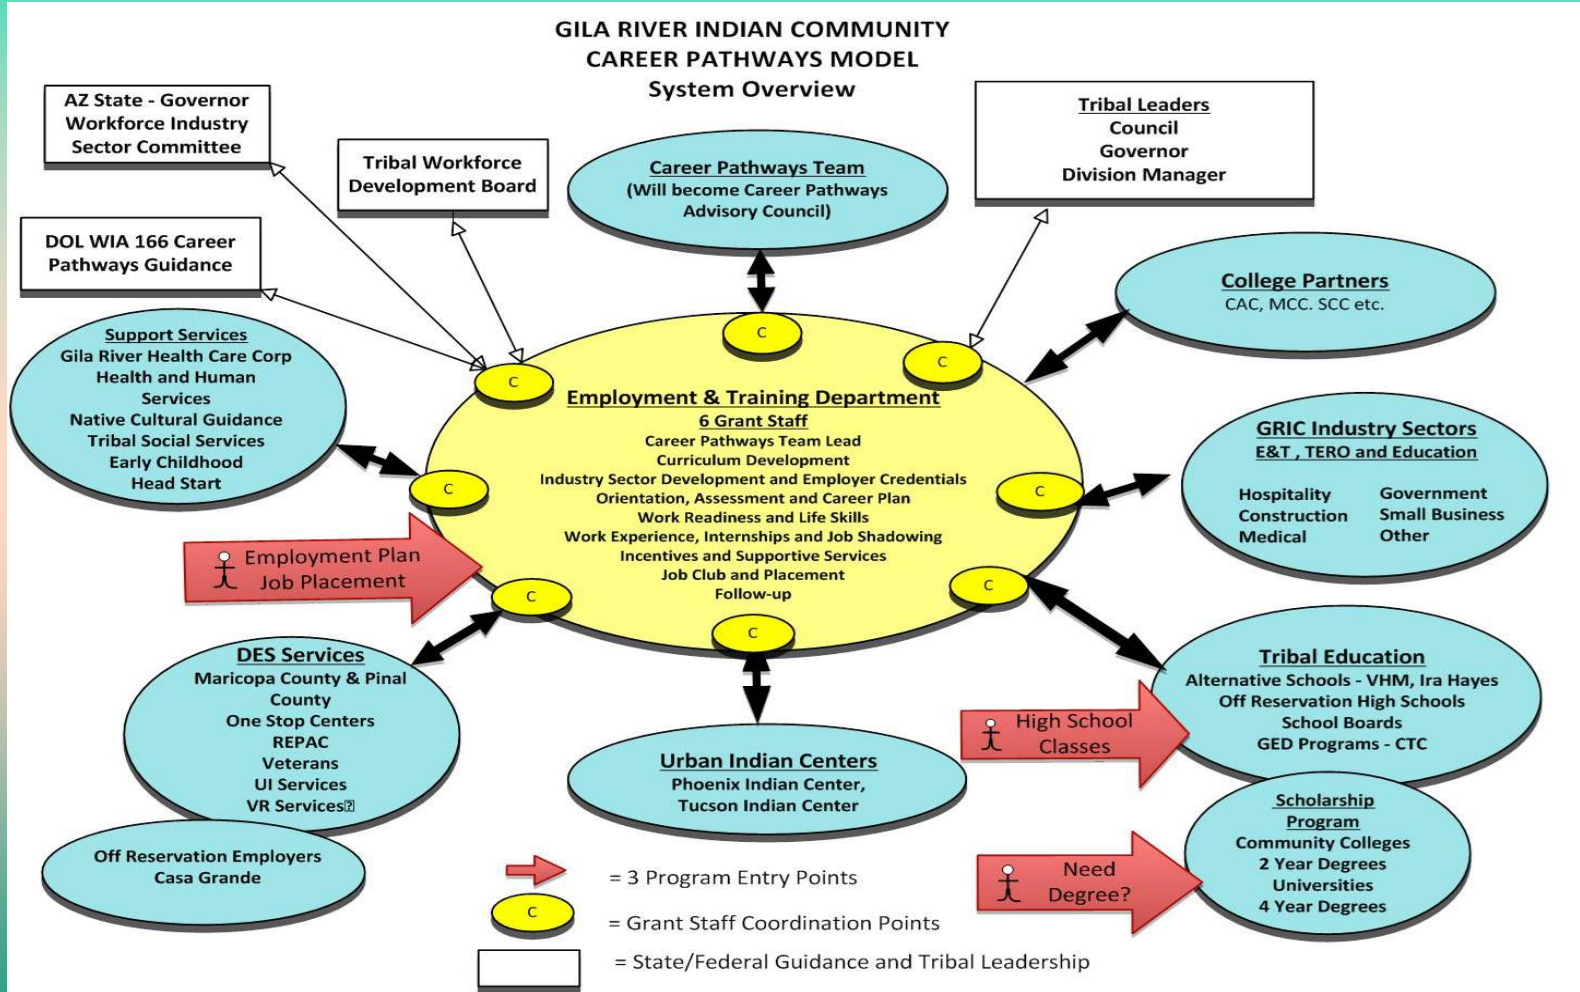 GILA RIVER INDIAN COMMUNITY
CAREER PATHWAYS MODEL
System Overview
AZ State - Governor
Workforce Industry
Sector Committee
Tribal Workforce
Development Board
Career Pathways Team
(Will become Career Pathways
Advisory Council)
Tribal Leaders
Council
Governor
Division Manager
DOL WIA 166 Career
Pathways Guidance
College Partners
CAC, MCC. SCC etc.
Support Services
Gila River Health Care Corp
Health and Human
Services
Native Cultural Guidance
Tribal Social Services
Early Childhood
Head Start
C
C
C
C
C
C
C
C
Employment & Training Department
6 Grant Staff
Career Pathways Team Lead
Curriculum Development
Industry Sector Development and Employer Credentials
Orientation, Assessment and Career Plan
Work Readiness and Life Skills
Work Experience, Internships and Job Shadowing
Incentives and Supportive Services
Job Club and Placement
Follow-up
GRIC Industry Sectors
E&T , TERO and Education
Hospitality Government
Construction Small Business
Medical Other
Employment Plan
Job Placement
DES Services
Maricopa County & Pinal
County
One Stop Centers
REPAC
Veterans
UI Services
VR Services
Off Reservation Employers
Casa Grande
Urban Indian Centers
Phoenix Indian Center,
Tucson Indian Center
High School
Classes
Tribal Education
Alternative Schools - VHM, Ira Hayes
Off Reservation High Schools
School Boards
GED Programs - CTC
Need
Degree?
Scholarship
Program
Community Colleges
2 Year Degrees
Universities
4 Year Degrees
= 3 Program Entry Points
C
= Grant Staff Coordination Points
= State/Federal Guidance and Tribal Leadership